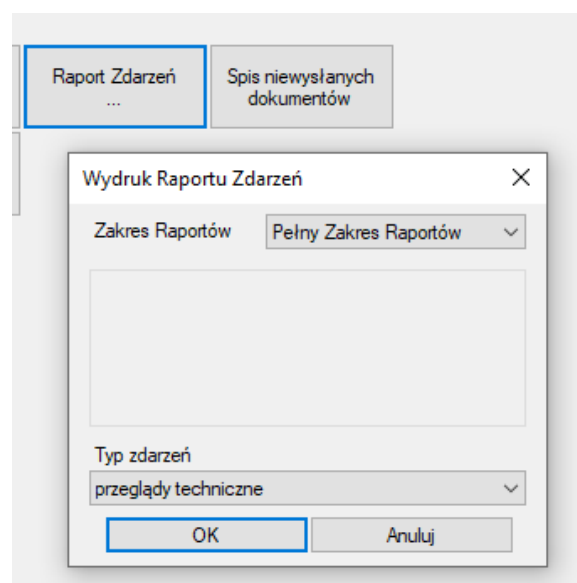 Raport Zdarzeń
...
Spis niewysłanych
dokumentów
Wydruk Raportu Zdarzeń
Zakres Raportów
Pełny Zakres Raportów
Typ zdarzeń
przeglądy techniczne
OK
Anuluj